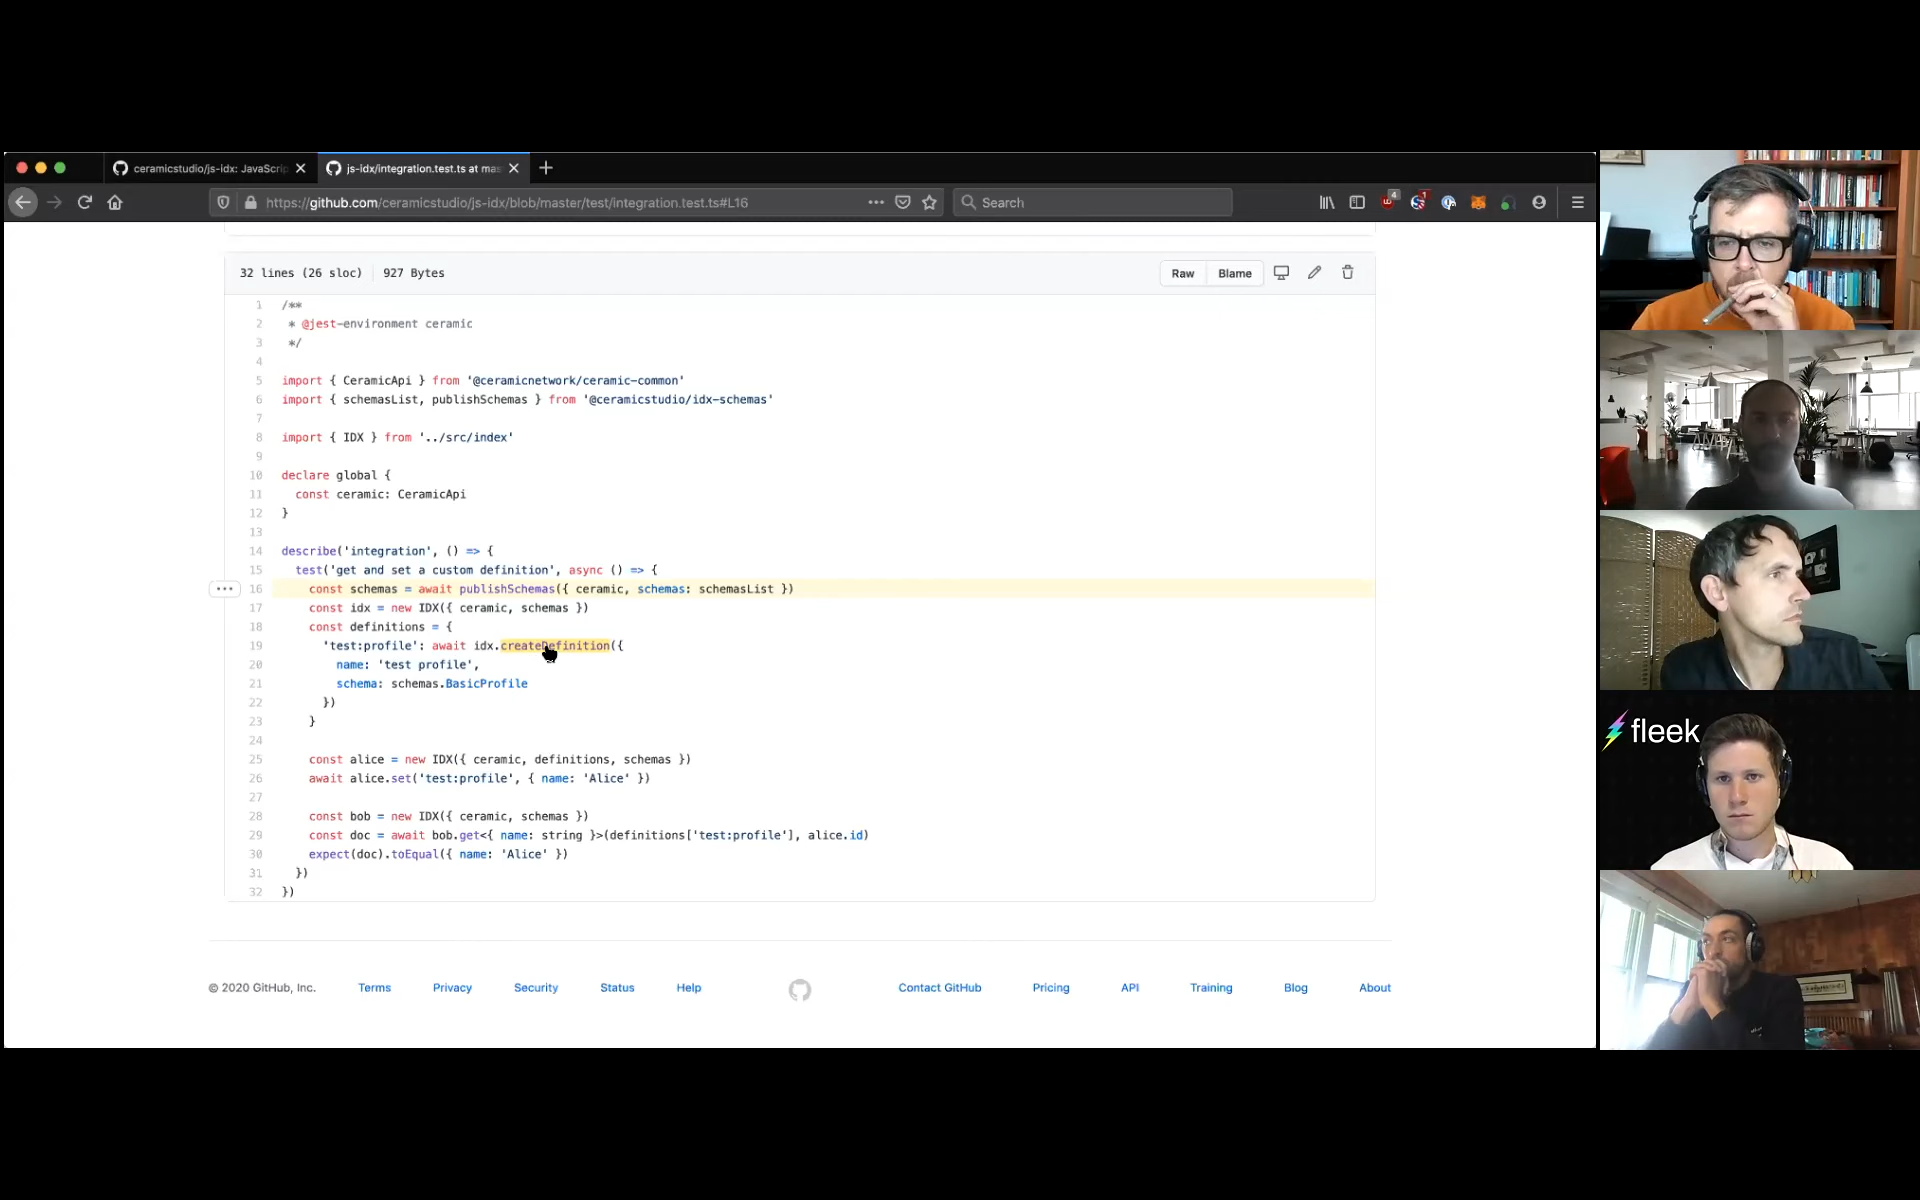 ceramicstudio/js-idx: JavaScrip
js-idx/integration.test.ts at mas
https://github.com/ceramicstudio/js-idx/blob/master/test/integration.test.ts#L16
Search
4
1
32 lines (26 sloc) 927 Bytes
Raw Blame
1 /**
2 * @jest-environment ceramic
3 */
4
5 import { CeramicApi } from '@ceramicnetwork/ceramic-common'
6 import { schemasList, publishSchemas } from '@ceramicstudio/idx-schemas'
7
8 import { IDX } from '../src/index'
9
10 declare global {
11 const ceramic: CeramicApi
12 }
13
14 describe('integration', () => {
15 test('get and set a custom definition', async () => {
16 const schemas = await publishSchemas({ ceramic, schemas: schemasList })
17 const idx = new IDX({ ceramic, schemas })
18 const definitions = {
19 'test:profile': await idx.createDefinition({
20 name: 'test profile',
21 schema: schemas.BasicProfile
22 })
23 }
24
25 const alice = new IDX({ ceramic, definitions, schemas })
26 await alice.set('test:profile', { name: 'Alice' })
27
28 const bob = new IDX({ ceramic, schemas })
29 const doc = await bob.get<{ name: string }>(definitions['test:profile'], alice.id)
30 expect(doc).toEqual({ name: 'Alice' })
31 })
32 })
© 2020 GitHub, Inc. Terms Privacy Security Status Help Contact GitHub Pricing API Training Blog About
fleek